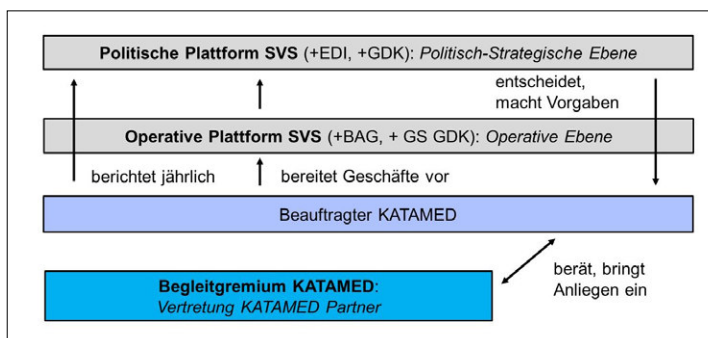 Politische Plattform SVS (+EDI, +GDK): Politisch-Strategische Ebene
entscheidet,
macht Vorgaben
Operative Plattform SVS (+BAG, + GS GDK): Operative Ebene
berichtet jährlich
bereitet Geschäfte vor
Beauftragter KATAMED
Begleitgremium KATAMED:
Vertretung KATAMED Partner
berät, bringt
Anliegen ein